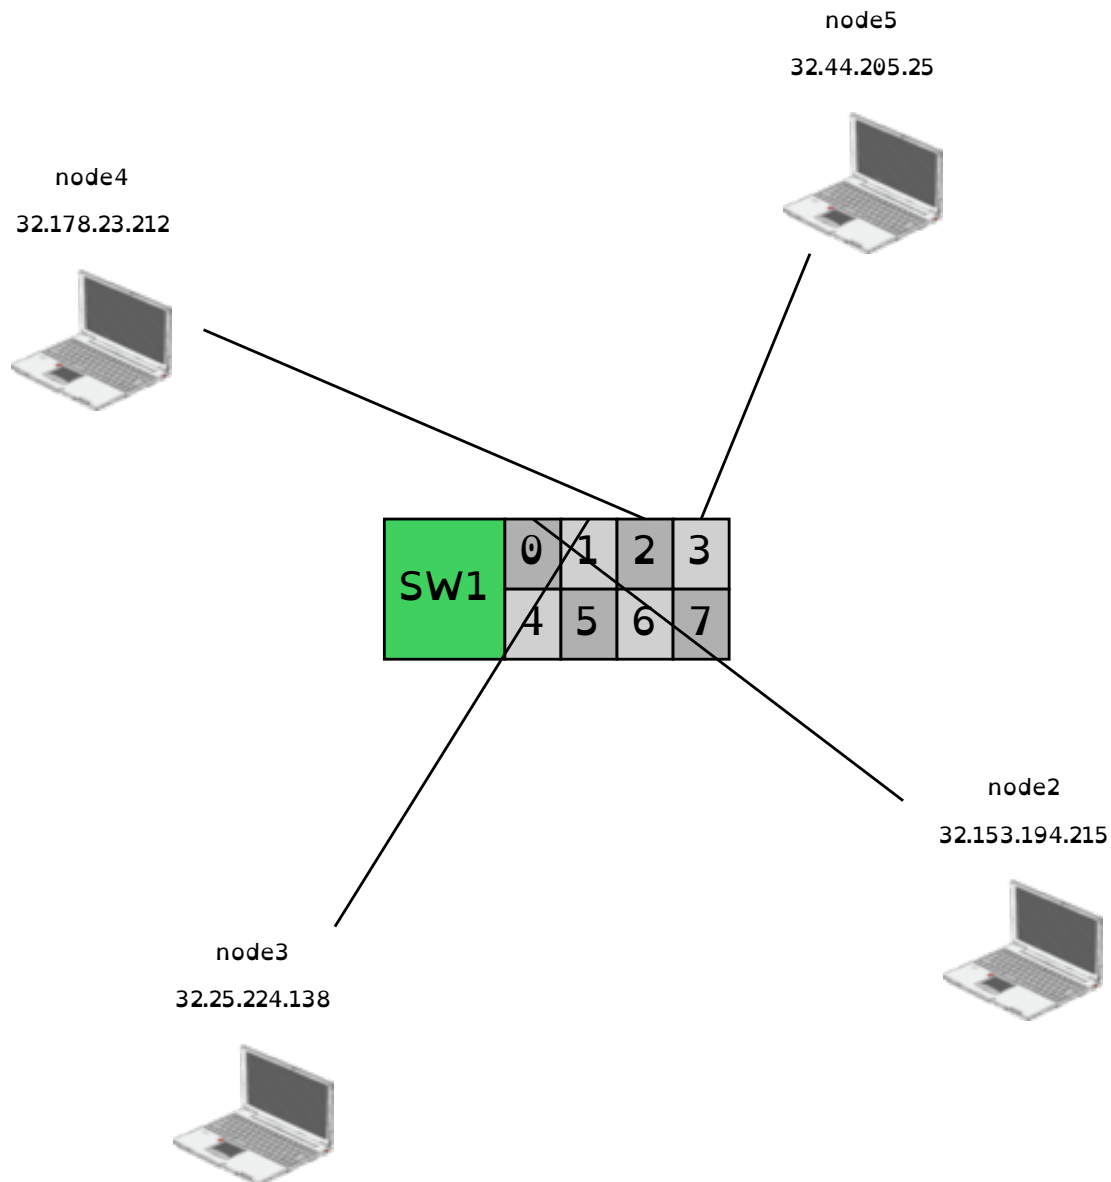 node5
32.44.205.25
node4
32.178.23.212
SW1
0 1 2 3
4 5 6 7
node2
32.153.194.215
node3
32.25.224.138